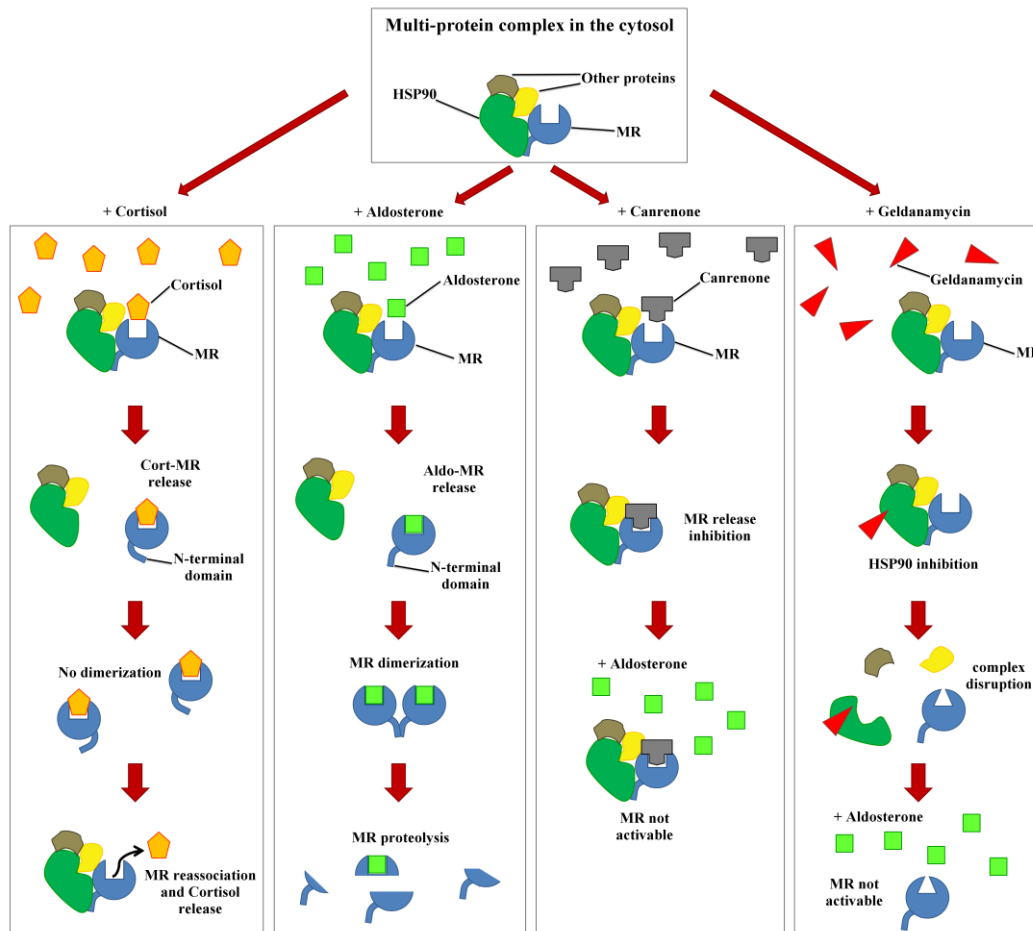 Multi-protein complex in the cytosol
Other proteins
HSP90
MR
+ Cortisol
Cortisol
MR
Cort-MR
release
N-terminal
domain
No dimerization
MR reassociation
and Cortisol
release
+ Aldosterone
Aldosterone
MR
Aldo-MR
release
N-terminal
domain
MR dimerization
MR proteolysis
+ Canrenone
Canrenone
MR
MR release
inhibition
+ Aldosterone
MR not
activable
+ Geldanamycin
Geldanamycin
HSP90 inhibition
complex
disruption
+ Aldosterone
MR not
activable